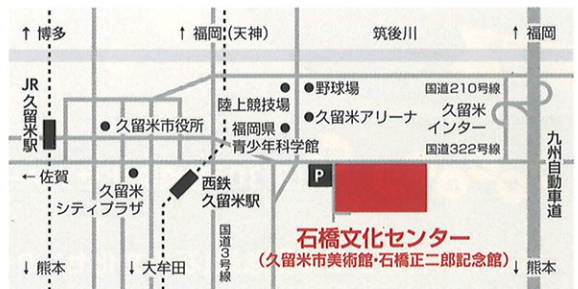 ↑ 博多
↑ 福岡(天神)
筑後川
↑ 福岡
JR久留米駅
久留米市役所
陸上競技場
野球場
久留米アリーナ
福岡県
青少年科学館
国道210号線
久留米
インター
国道322号線
九州自動車道
← 佐賀
久留米
シティプラザ
西鉄
久留米駅
P
国道3号線
石橋文化センター
(久留米市美術館・石橋正二郎記念館)
↓ 熊本
↓ 大牟田
↓ 熊本